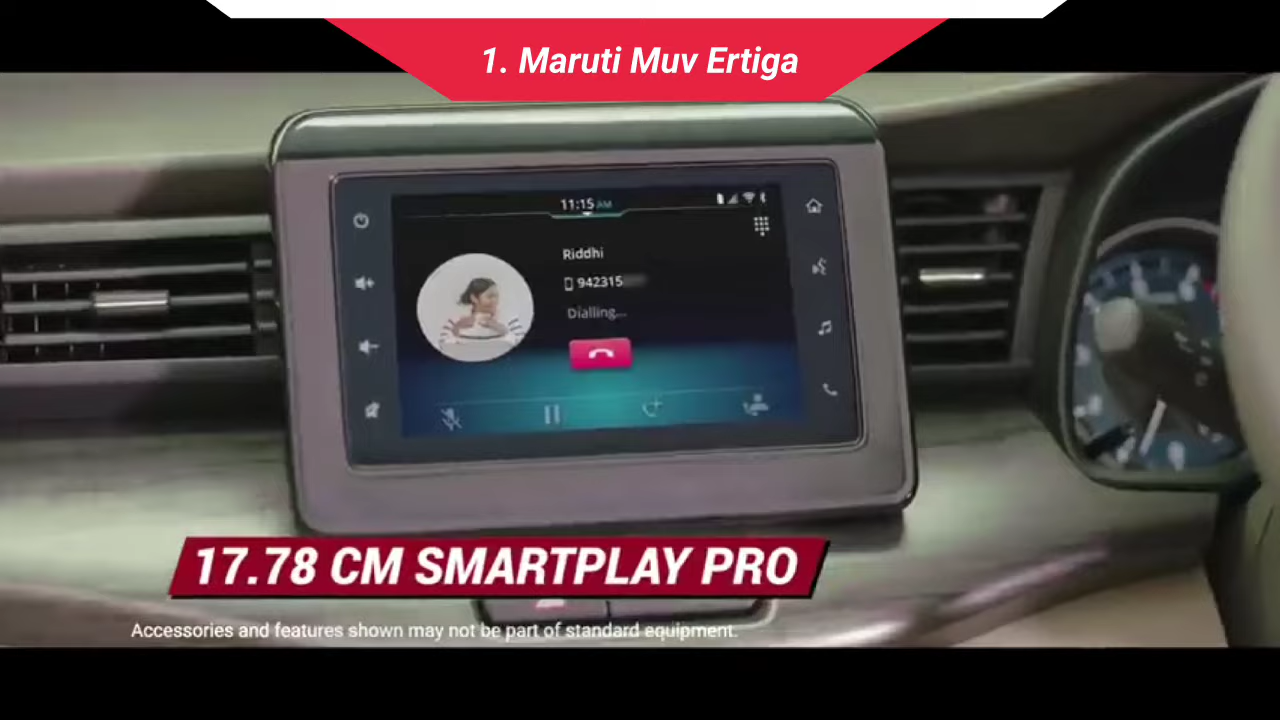 1. Maruti Muv Ertiga
11:15 AM
Riddhi
942315
Dialling...
17.78 CM SMARTPLAY PRO
Accessories and features shown may not be part of standard equipment.